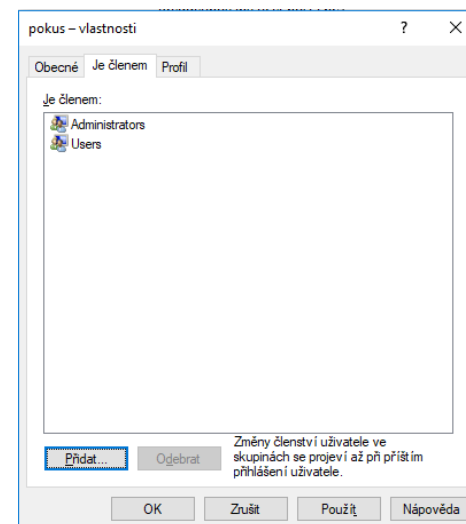 pokus – vlastnosti
?
Obecné Je členem Profil
Je členem:
Administrators
Users
Přidat... Odebrat
Změny členství uživatele ve
skupinách se projeví až při příštím
přihlášení uživatele.
OK Zrušit Použít Nápověda